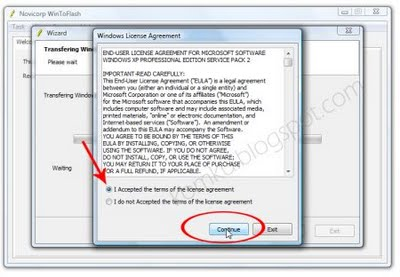 Novicorp WinToFlash
Task
Welco
Wizard
Transfering Window
Please wait
Transfering Window
Waiting
Windows License Agreement
END-USER LICENSE AGREEMENT FOR MICROSOFT SOFTWARE
WINDOWS XP PROFESSIONAL EDITION SERVICE PACK 2
IMPORTANT-READ CAREFULLY:
This End-User License Agreement ("EULA") is a legal agreement
between you (either an individual or a single entity) and
Microsoft Corporation or one of its affiliates ("Microsoft")
for the Microsoft software that accompanies this EULA, which
includes computer software and may include associated media,
printed materials, "online" or electronic documentation, and
Internet-based services ("Software"). An amendment or
addendum to this EULA may accompany the Software.
YOU AGREE TO BE BOUND BY THE TERMS OF THIS
EULA BY INSTALLING, COPYING, OR OTHERWISE
USING THE SOFTWARE. IF YOU DO NOT AGREE,
DO NOT INSTALL, COPY, OR USE THE SOFTWARE;
YOU MAY RETURN IT TO YOUR PLACE OF PURCHASE
FOR A FULL REFUND, IF APPLICABLE.
I Accepted the terms of the license agreement
I do not Accepted the terms of the license agreement
Continue
Exit
Exit